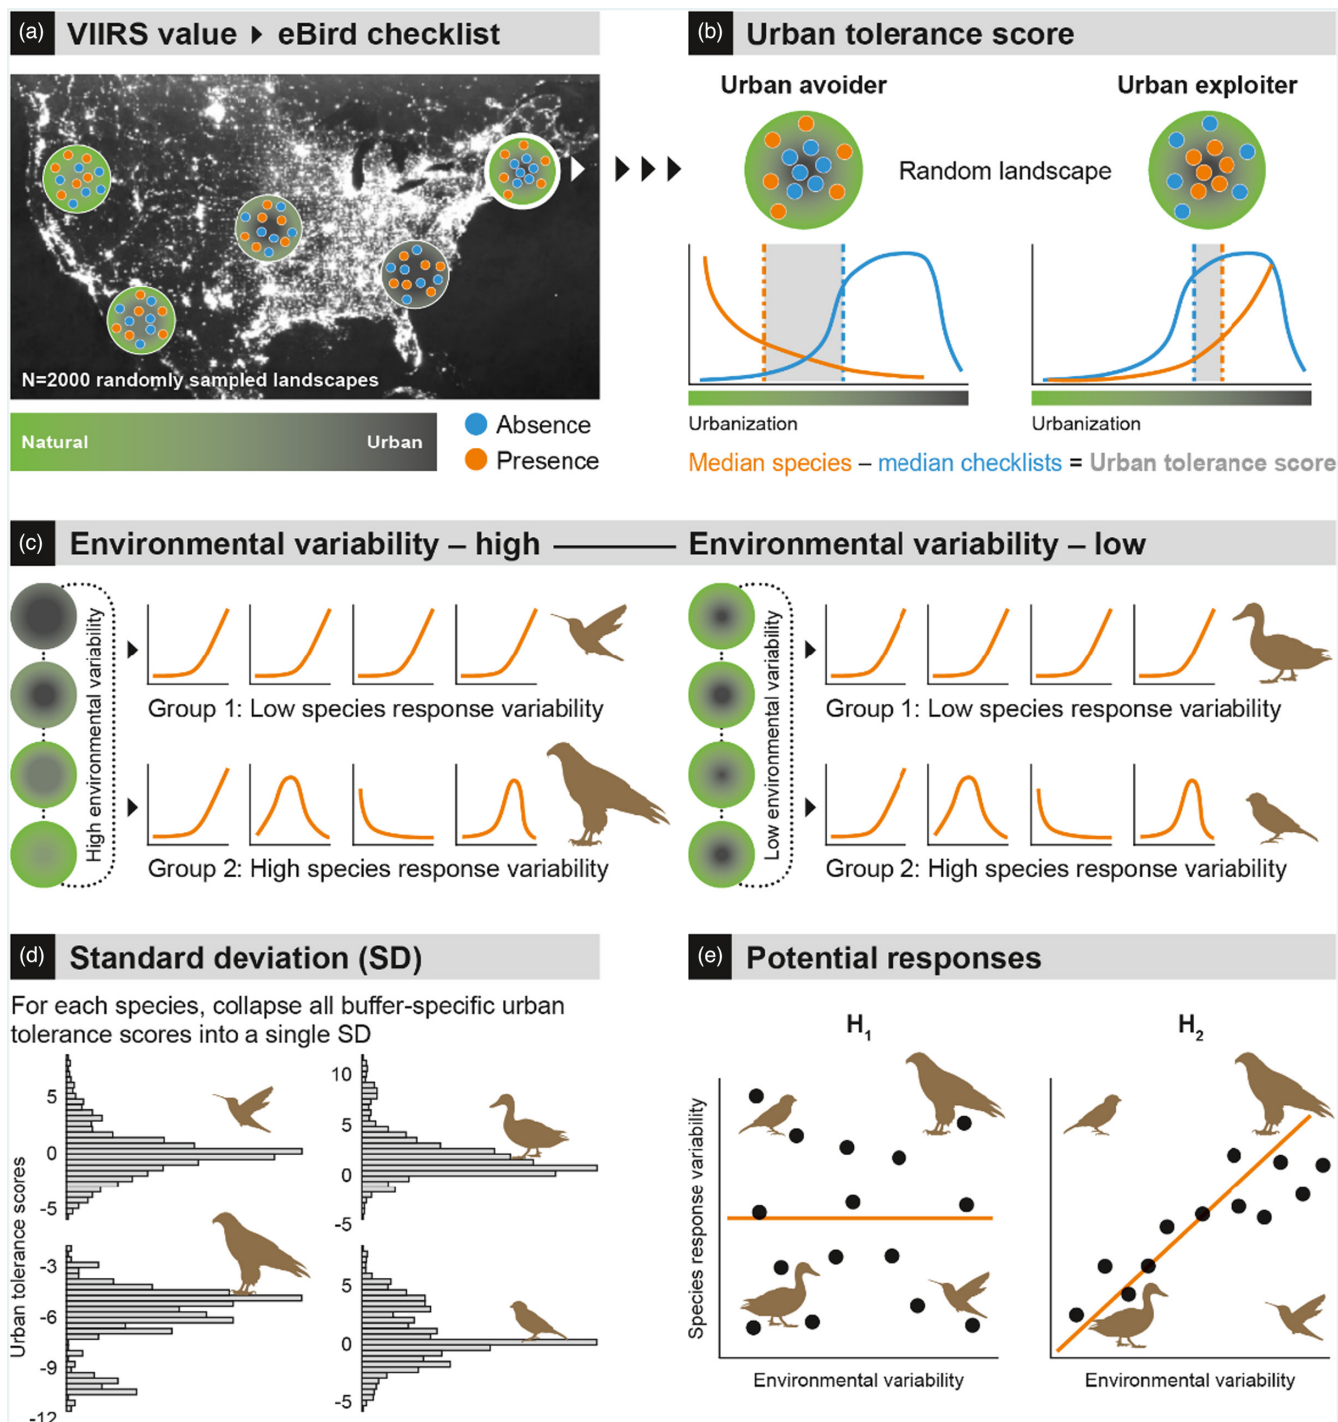 (a) VIIRS value ▸ eBird checklist
N=2000 randomly sampled landscapes
Natural Urban
Absence
Presence
(b) Urban tolerance score
Urban avoider Urban exploiter
Random landscape
Urbanization Urbanization
Median species – median checklists = Urban tolerance score
(c) Environmental variability – high Environmental variability – low
High environmental variability
Group 1: Low species response variability
Group 2: High species response variability
Low environmental variability
Group 1: Low species response variability
Group 2: High species response variability
(d) Standard deviation (SD)
For each species, collapse all buffer-specific urban
tolerance scores into a single SD
Urban tolerance scores
5
0
-5
10
5
0
-5
-3
-6
-9
-12
5
0
-5
(e) Potential responses
H1 H2
Species response variability
Environmental variability Environmental variability